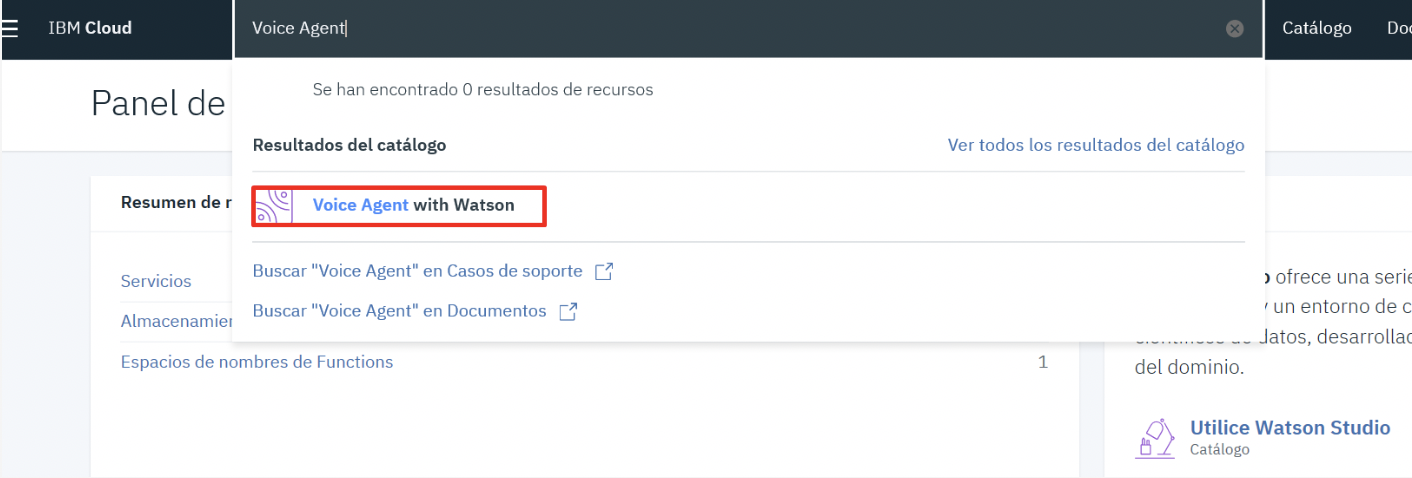 IBM Cloud
Voice Agent
Catálogo
Panel de
Se han encontrado 0 resultados de recursos
Resultados del catálogo
Ver todos los resultados del catálogo
Voice Agent with Watson
Buscar "Voice Agent" en Casos de soporte
Buscar "Voice Agent" en Documentos
Resumen de r
Servicios
Almacenamier
Espacios de nombres de Functions
1
ofrece una serie
y un entorno de c
científicos de datos, desarrollad
del dominio.
Utilice Watson Studio
Catálogo